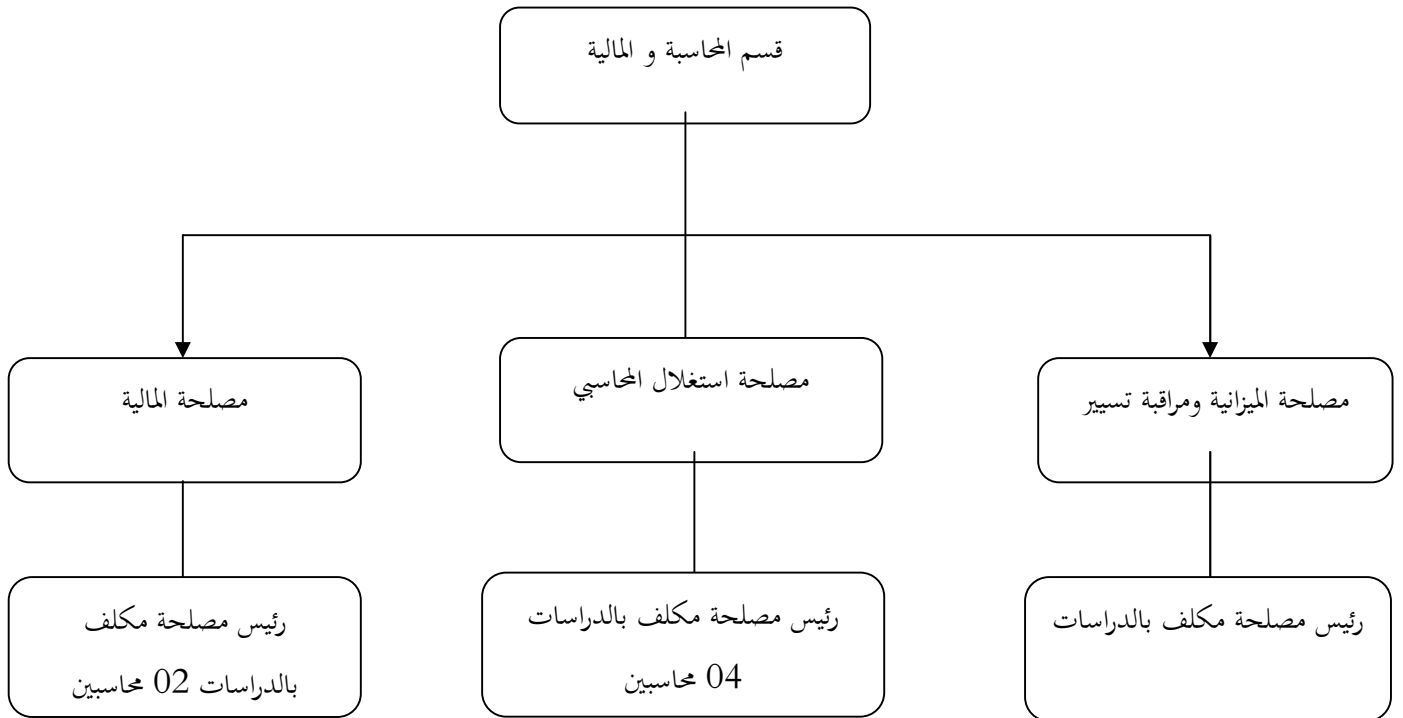 قسم المحاسبة و المالية
مصلحة الميزانية ومراقبة تسيير
مصلحة استغلال المحاسبي
مصلحة المالية
رئيس مصلحة مكلف بالدراسات
رئيس مصلحة مكلف بالدراسات
04 محاسبين
رئيس مصلحة مكلف
بالدراسات 02 محاسبين